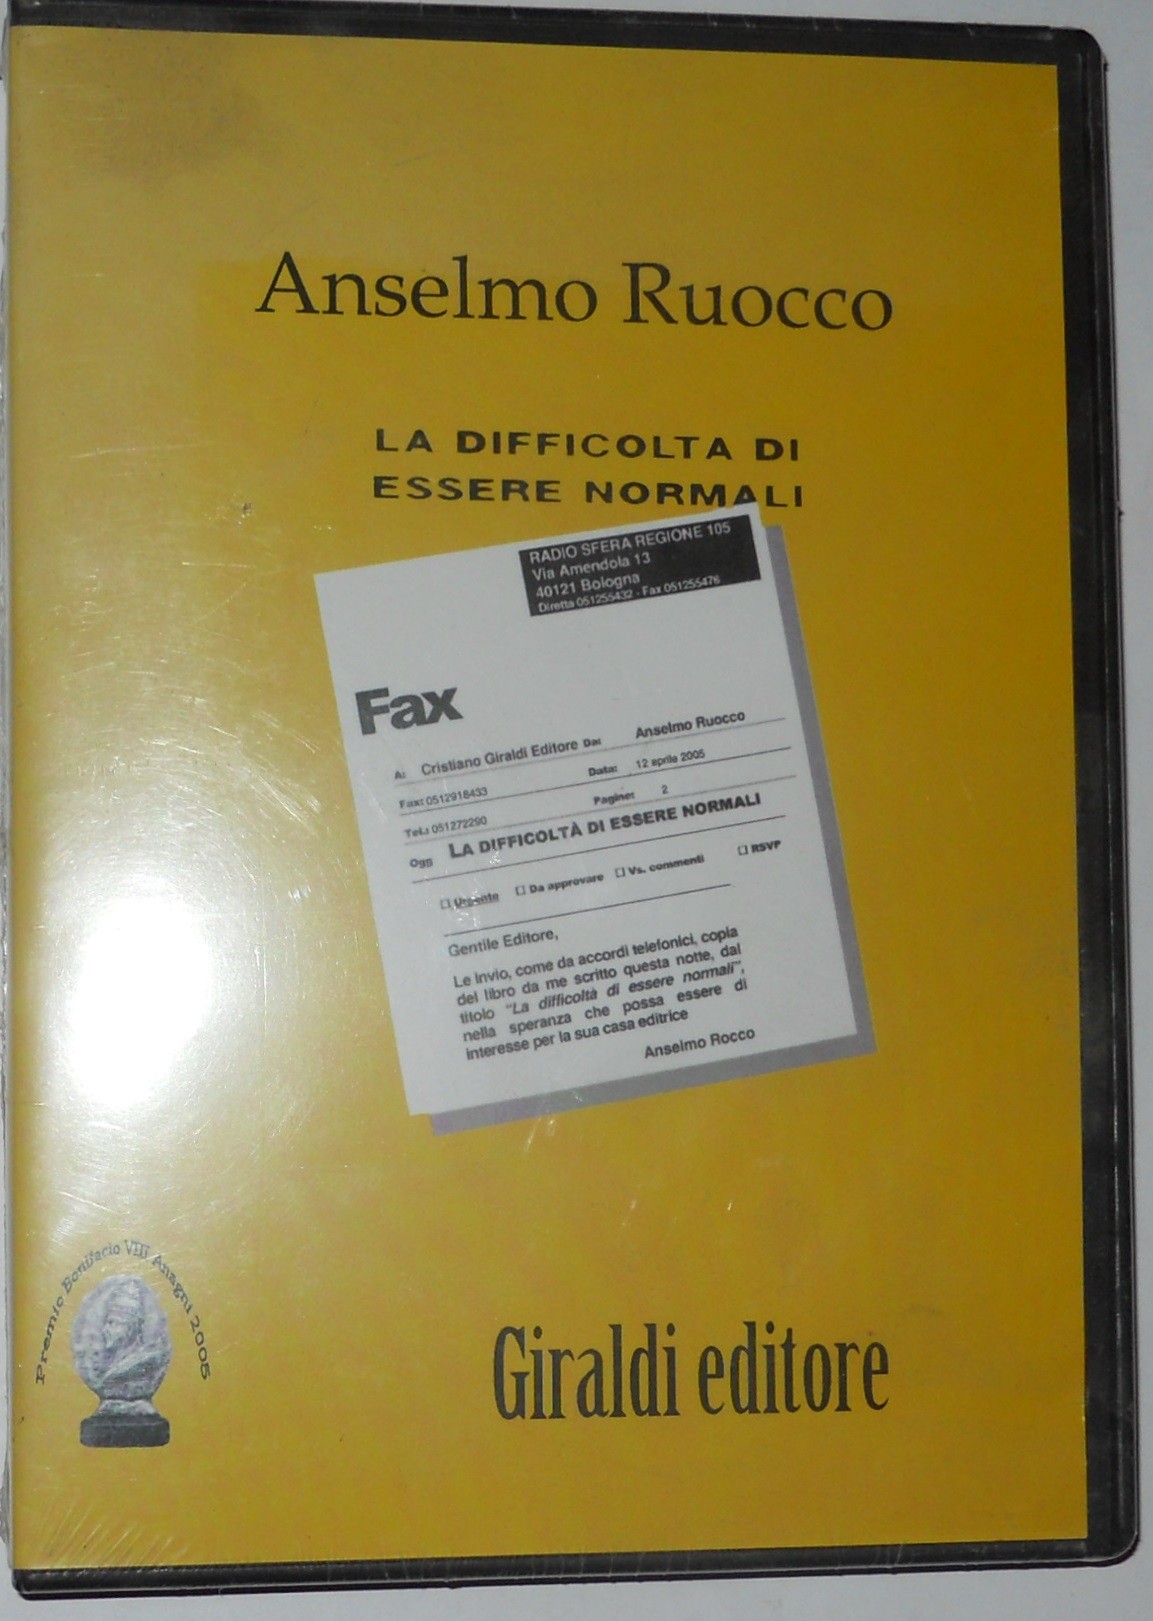 Anselmo Ruocco
LA DIFFICOLTA DI
ESSERE NORMALI
RADIO SFERA REGIONE 105
Via Amendola 13
40121 Bologna
Diretta 051255432 - Fax 051255476
Fax
A: Cristiano Giraldi Editore Da: Anselmo Ruocco
Fax: 0512918433 Data: 12 aprile 2005
Tel.: 051272290 Pagine: 2
Ogg LA DIFFICOLTÀ DI ESSERE NORMALI
Urgente Da approvare Vs. commenti RSVP
Gentile Editore,
Le invio, come da accordi telefonici, copia
del libro da me scritto questa notte, dal
titolo "La difficoltà di essere normali",
nella speranza che possa essere di
interesse per la sua casa editrice
Anselmo Rocco
Premio Bonifacio VIII Anagni 2005
Giraldi editore